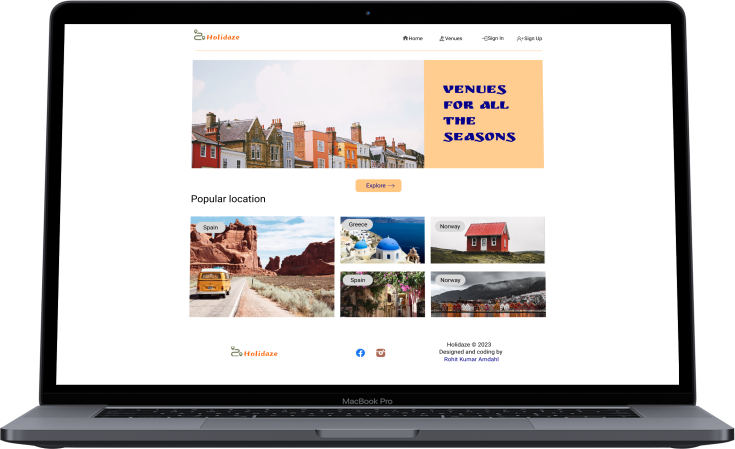 Holidaze
Home
Venues
Sign In
Sign Up
VENUES
FOR ALL
THE
SEASONS
Explore
Popular location
Spain
Greece
Norway
Spain
Norway
Holidaze
Holidaze © 2023
Designed and coding by
Rohit Kumar Amdahl
MacBook Pro